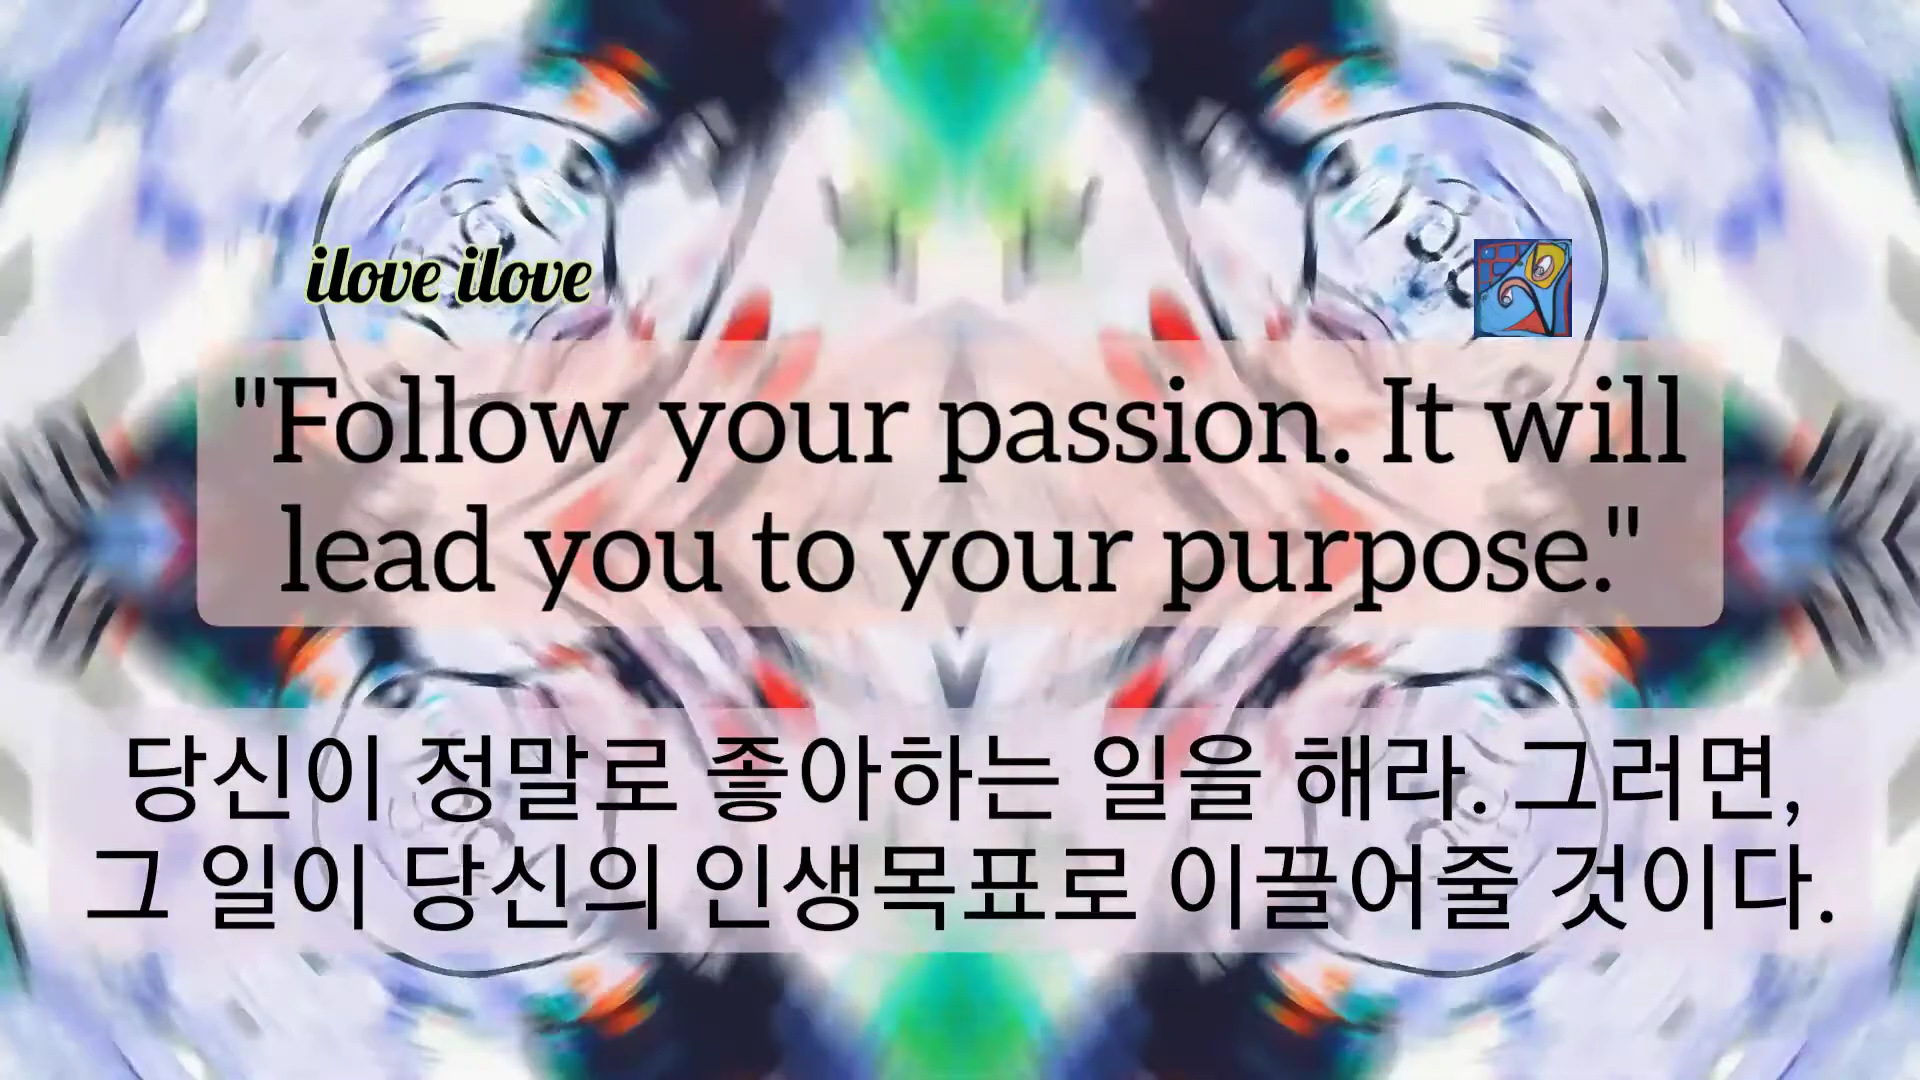 ilove ilove
"Follow your passion. It will
lead you to your purpose."
당신이 정말로 좋아하는 일을 해라. 그러면,
그 일이 당신의 인생목표로 이끌어줄 것이다.